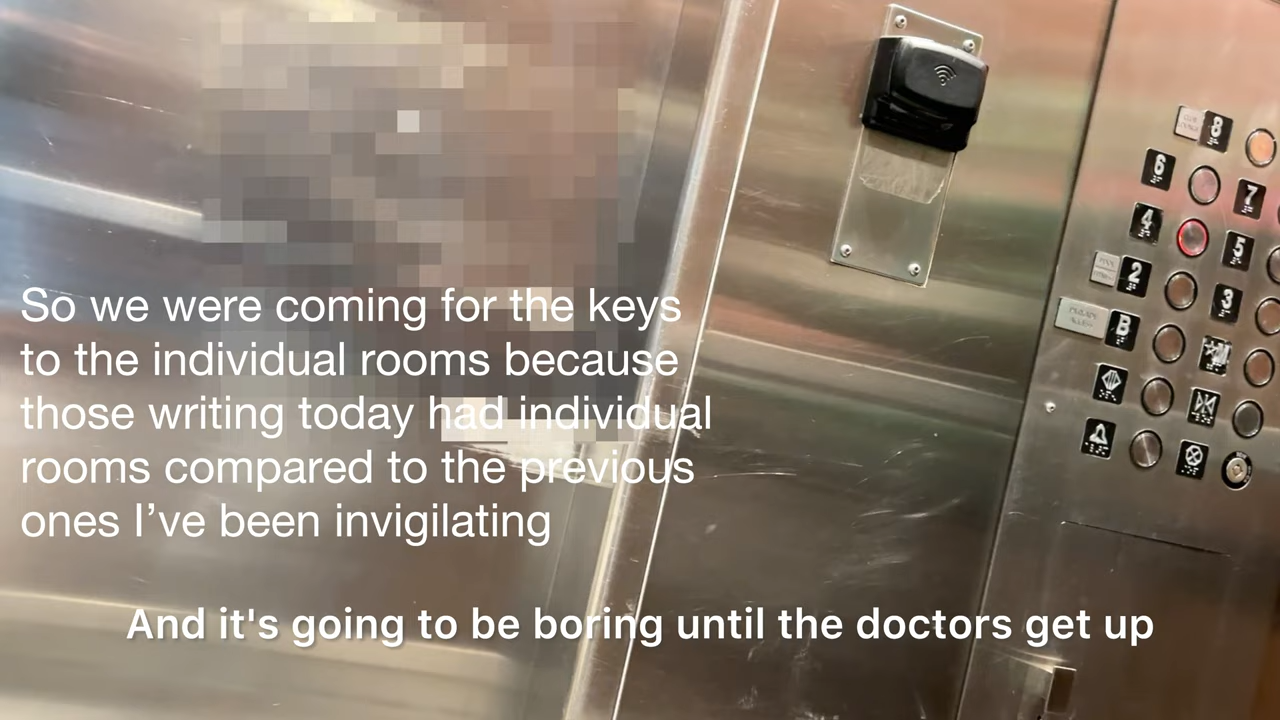 8
6
7
4
5
2
3
B
★M
So we were coming for the keys
to the individual rooms because
those writing today had individual
rooms compared to the previous
ones I’ve been invigilating
And it's going to be boring until the doctors get up